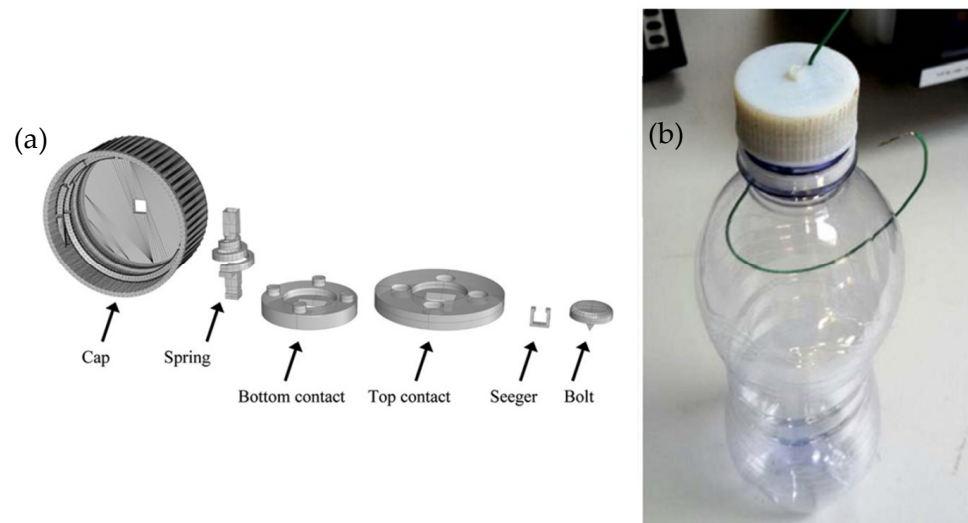 (a)
Cap
Spring
Bottom contact
Top contact
Seeger
Bolt
(b)